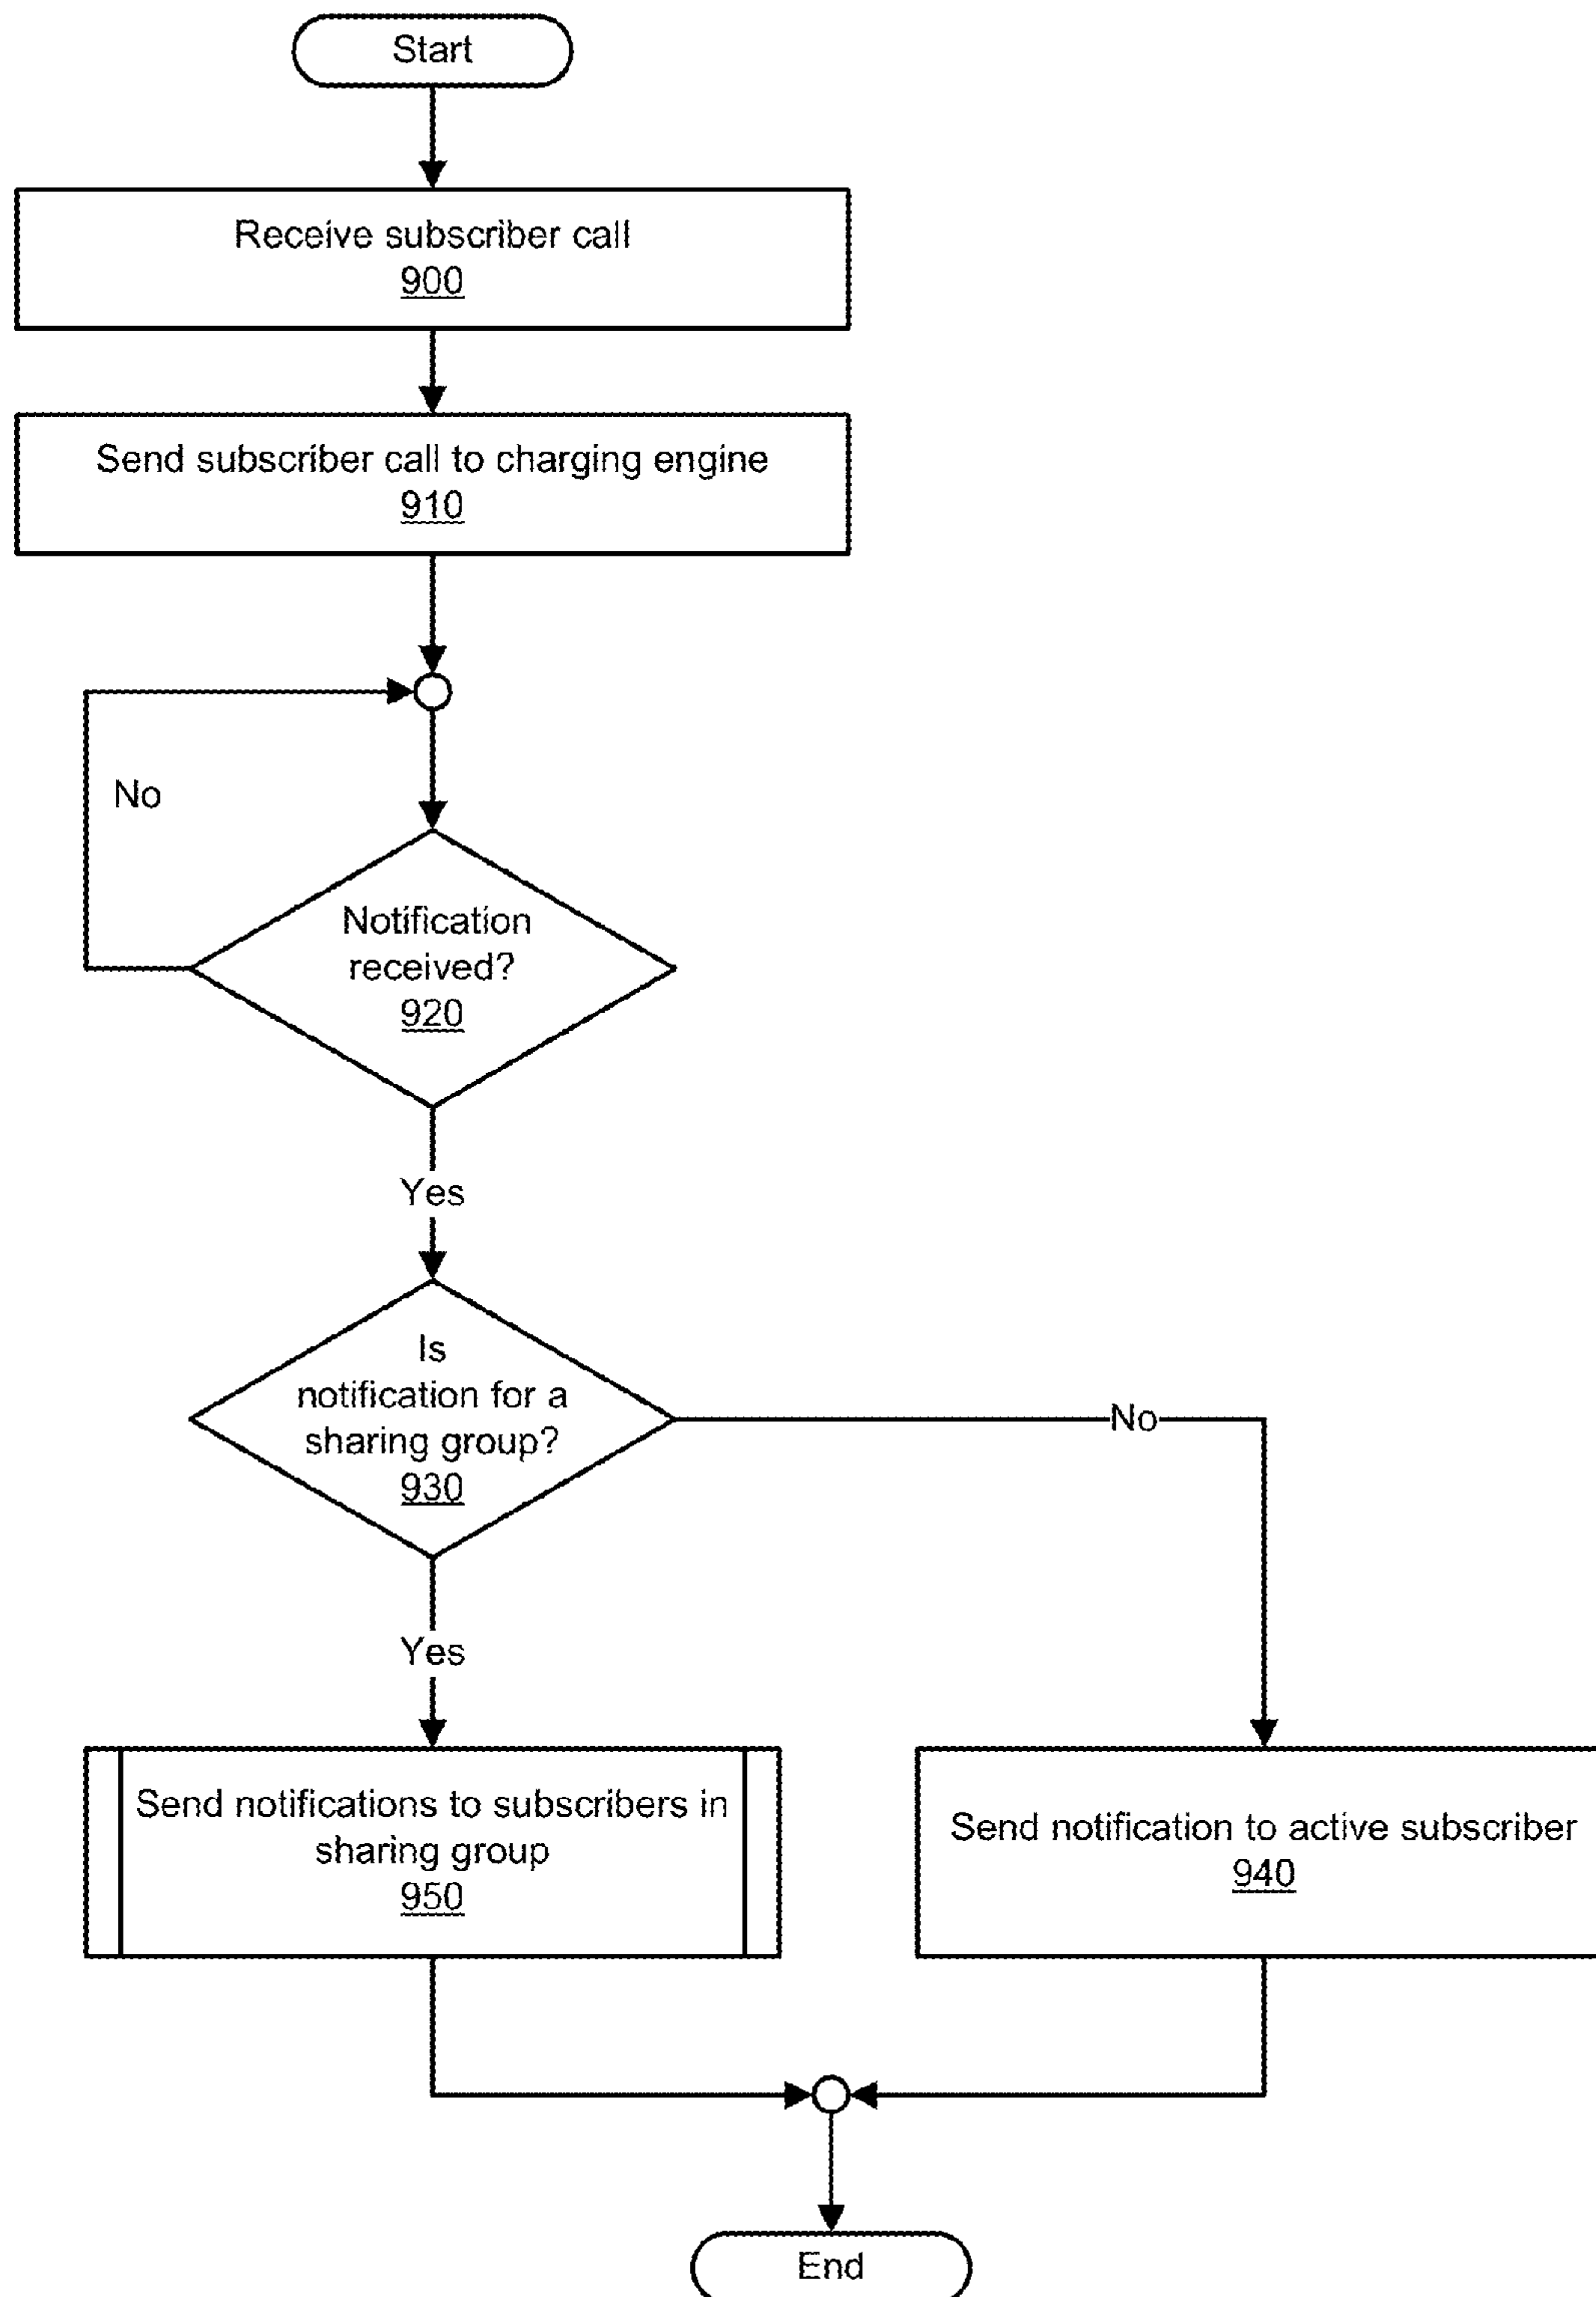 Start
Receive subscriber call
900
Send subscriber call to charging engine
910
No
Notification
received?
920
Yes
Is
notification for a
sharing group?
930
No
Yes
Send notifications to subscribers in
sharing group
950
Send notification to active subscriber
940
End